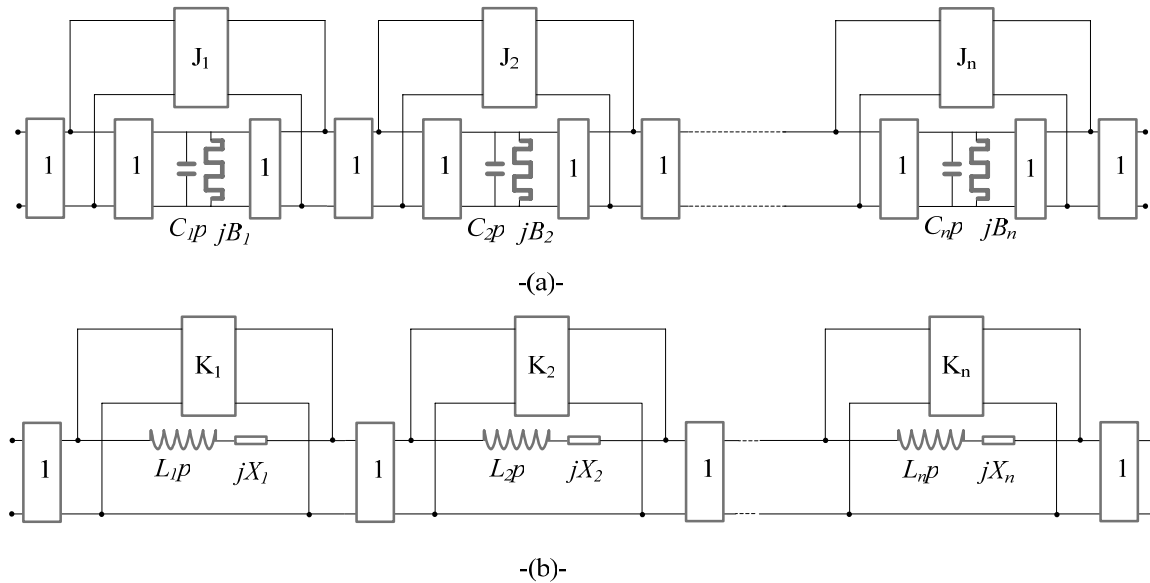 J₁ J₂ Jₙ
1 1 1 1 1 1 1 1 1 1
C₁p jB₁ C₂p jB₂ Cₙp jBₙ
-(a)-
K₁ K₂ Kₙ
1 1 1 1
L₁p jX₁ L₂p jX₂ Lₙp jXₙ
-(b)-